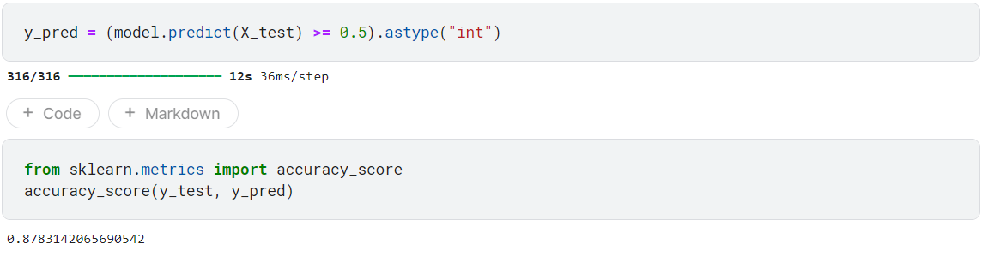 y_pred = (model.predict(X_test) >= 0.5).astype("int")
316/316 ━━━━━━━━━━━━━━━━━━━━ 12s 36ms/step
+ Code + Markdown
from sklearn.metrics import accuracy_score
accuracy_score(y_test, y_pred)
0.8783142065690542